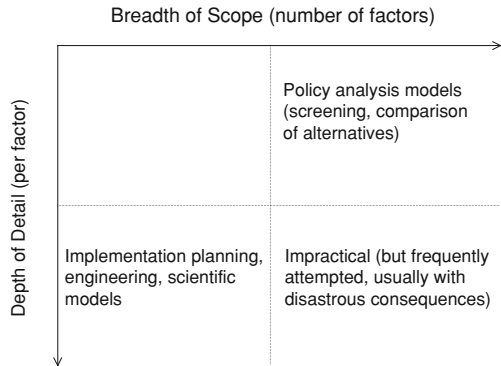 Breadth of Scope (number of factors)
Depth of Detail (per factor)
Policy analysis models
(screening, comparison
of alternatives)
Implementation planning,
engineering, scientific
models
Impractical (but frequently
attempted, usually with
disastrous consequences)